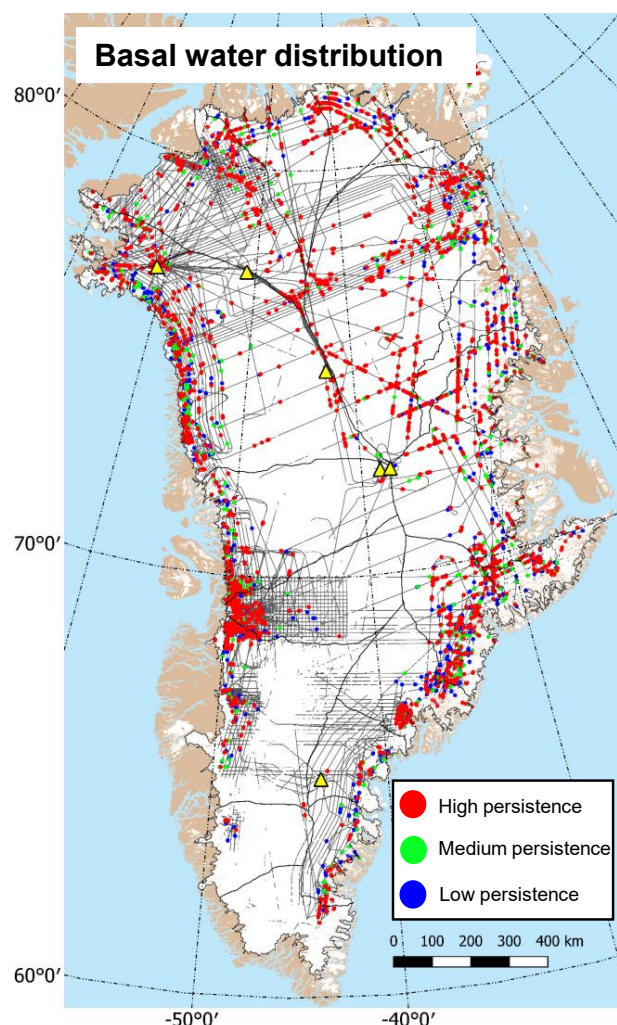 Basal water distribution
80°0′
70°0′
High persistence
Medium persistence
Low persistence
0 100 200 300 400 km
60°0′
-50°0′
-40°0′